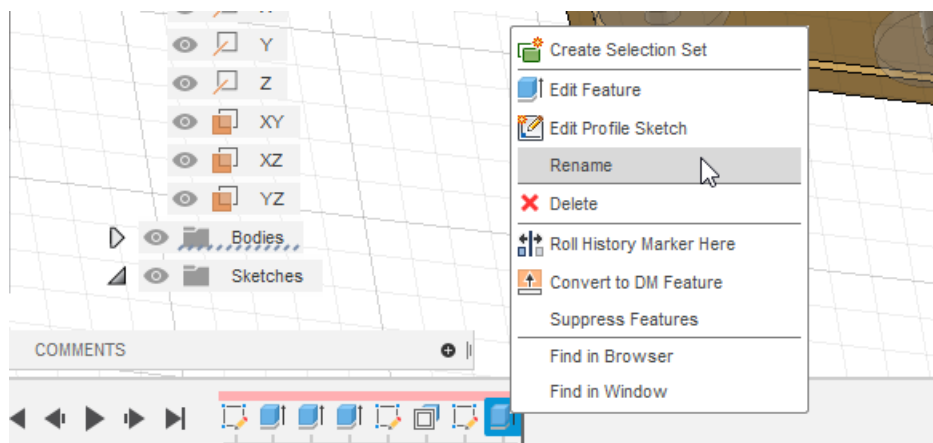 Y
Z
XY
XZ
YZ
Bodies
Sketches
COMMENTS
Create Selection Set
Edit Feature
Edit Profile Sketch
Rename
Delete
Roll History Marker Here
Convert to DM Feature
Suppress Features
Find in Browser
Find in Window